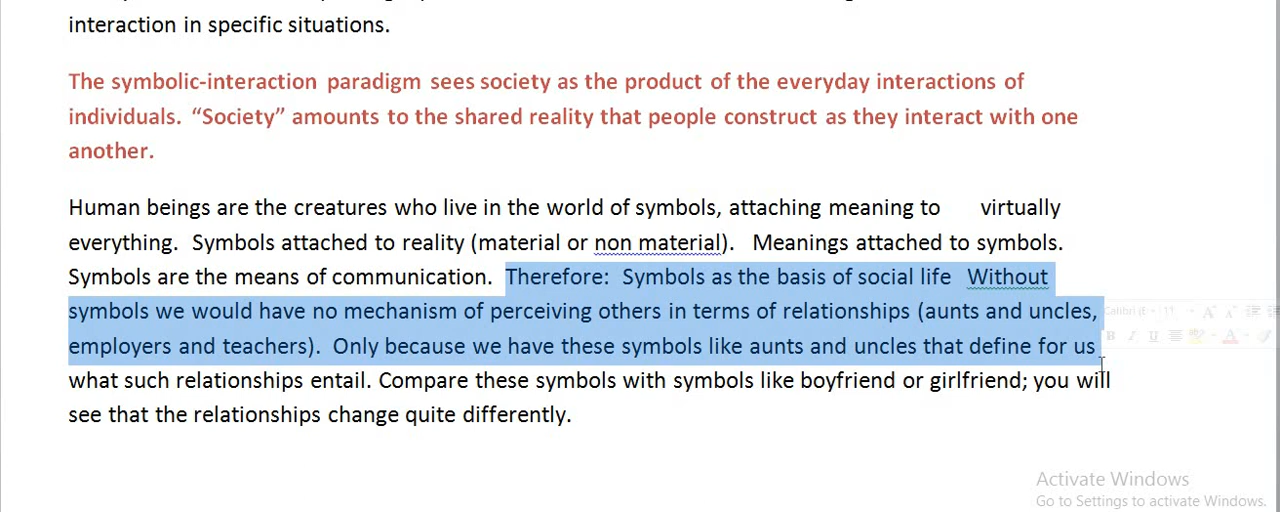 interaction in specific situations.
The symbolic-interaction paradigm sees society as the product of the everyday interactions of
individuals. “Society” amounts to the shared reality that people construct as they interact with one
another.
Human beings are the creatures who live in the world of symbols, attaching meaning to virtually
everything. Symbols attached to reality (material or non material). Meanings attached to symbols.
Symbols are the means of communication. Therefore: Symbols as the basis of social life Without
symbols we would have no mechanism of perceiving others in terms of relationships (aunts and uncles,
employers and teachers). Only because we have these symbols like aunts and uncles that define for us
what such relationships entail. Compare these symbols with symbols like boyfriend or girlfriend; you will
see that the relationships change quite differently.
Activate Windows
Go to Settings to activate Windows.